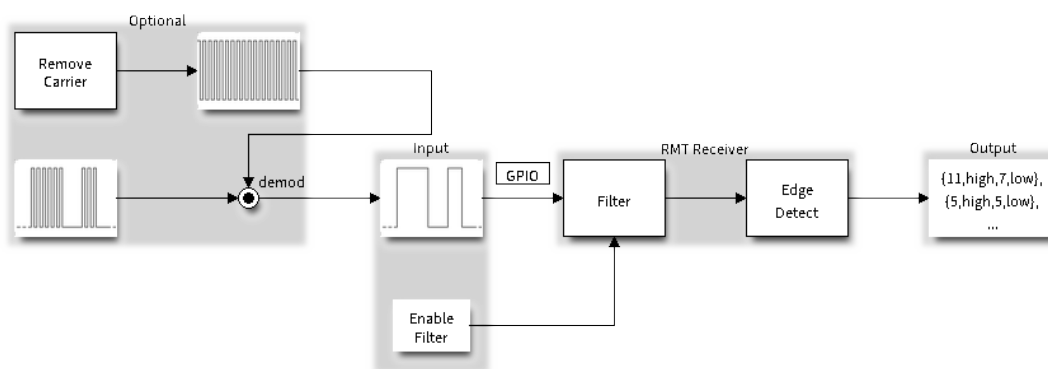 Optional
Remove
Carrier
demod
Input
GPIO
Enable
Filter
RMT Receiver
Filter
Edge
Detect
Output
{11,high,7,low},
{5,high,5,low},
...